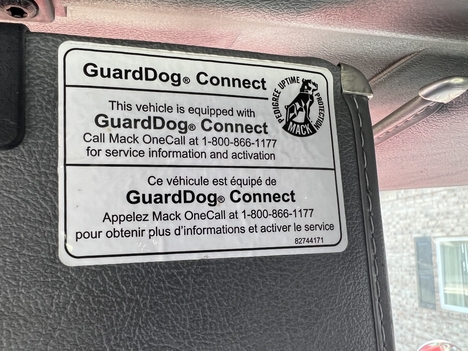 GuardDog® Connect
PEDIGREE UPTIME PROTECTION
MACK
This vehicle is equipped with
GuardDog® Connect
Call Mack OneCall at 1-800-866-1177
for service information and activation
Ce véhicule est équipé de
GuardDog® Connect
Appelez Mack OneCall at 1-800-866-1177
pour obtenir plus d'informations et activer le service
82744171